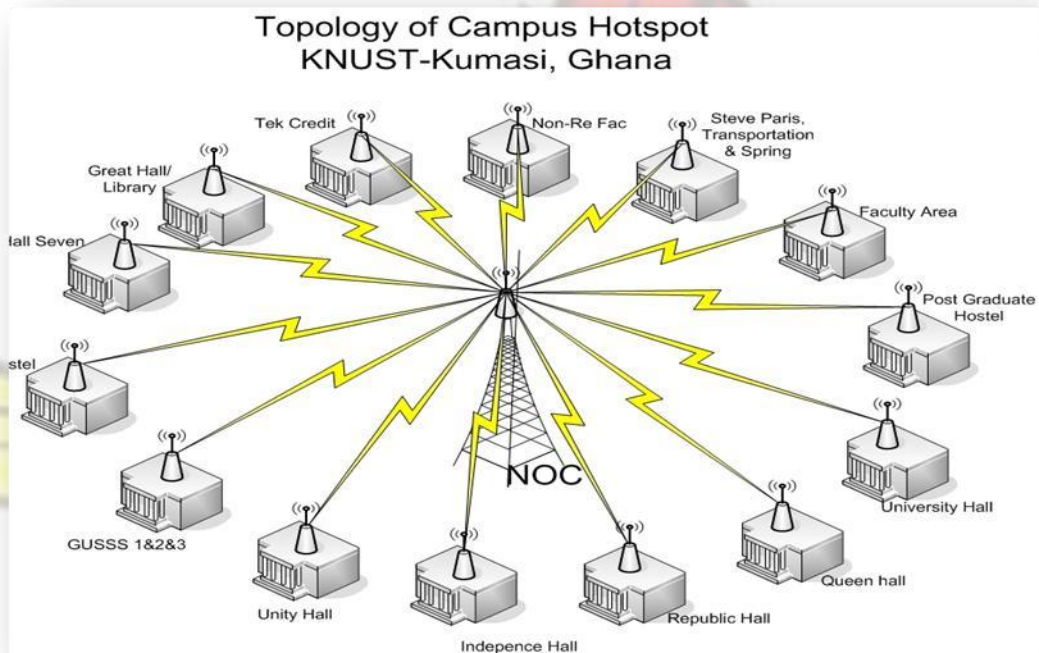 Topology of Campus Hotspot
KNUST-Kumasi, Ghana
Tek Credit
Non-Re Fac
Steve Paris,
Transportation
& Spring
Great Hall/
Library
Faculty Area
Hall Seven
Post Graduate
Hostel
stel
NOC
University Hall
GUSSS 1&2&3
Queen hall
Unity Hall
Republic Hall
Indepence Hall